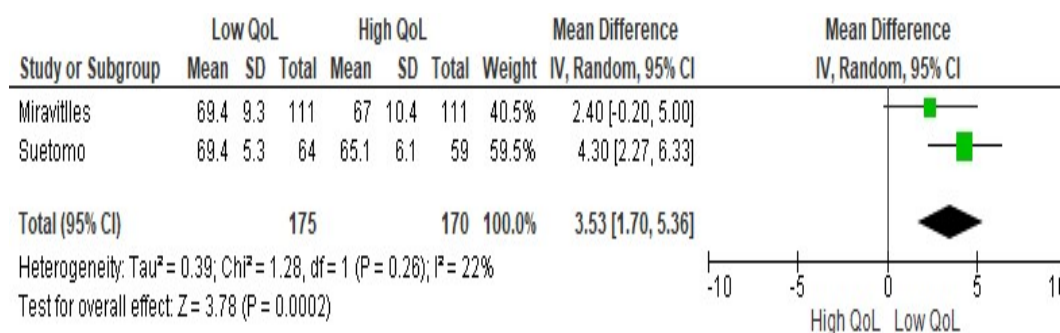 Low QoL High QoL Mean Difference Mean Difference
Study or Subgroup Mean SD Total Mean SD Total Weight IV, Random, 95% CI IV, Random, 95% CI
Miravitlles 69.4 9.3 111 67 10.4 111 40.5% 2.40 [-0.20, 5.00]
Suetomo 69.4 5.3 64 65.1 6.1 59 59.5% 4.30 [2.27, 6.33]
Total (95% CI) 175 170 100.0% 3.53 [1.70, 5.36]
Heterogeneity: Tau² = 0.39; Chi² = 1.28, df = 1 (P = 0.26); I² = 22%
Test for overall effect: Z = 3.78 (P = 0.0002)
-10 -5 0 5 10
High QoL Low QoL